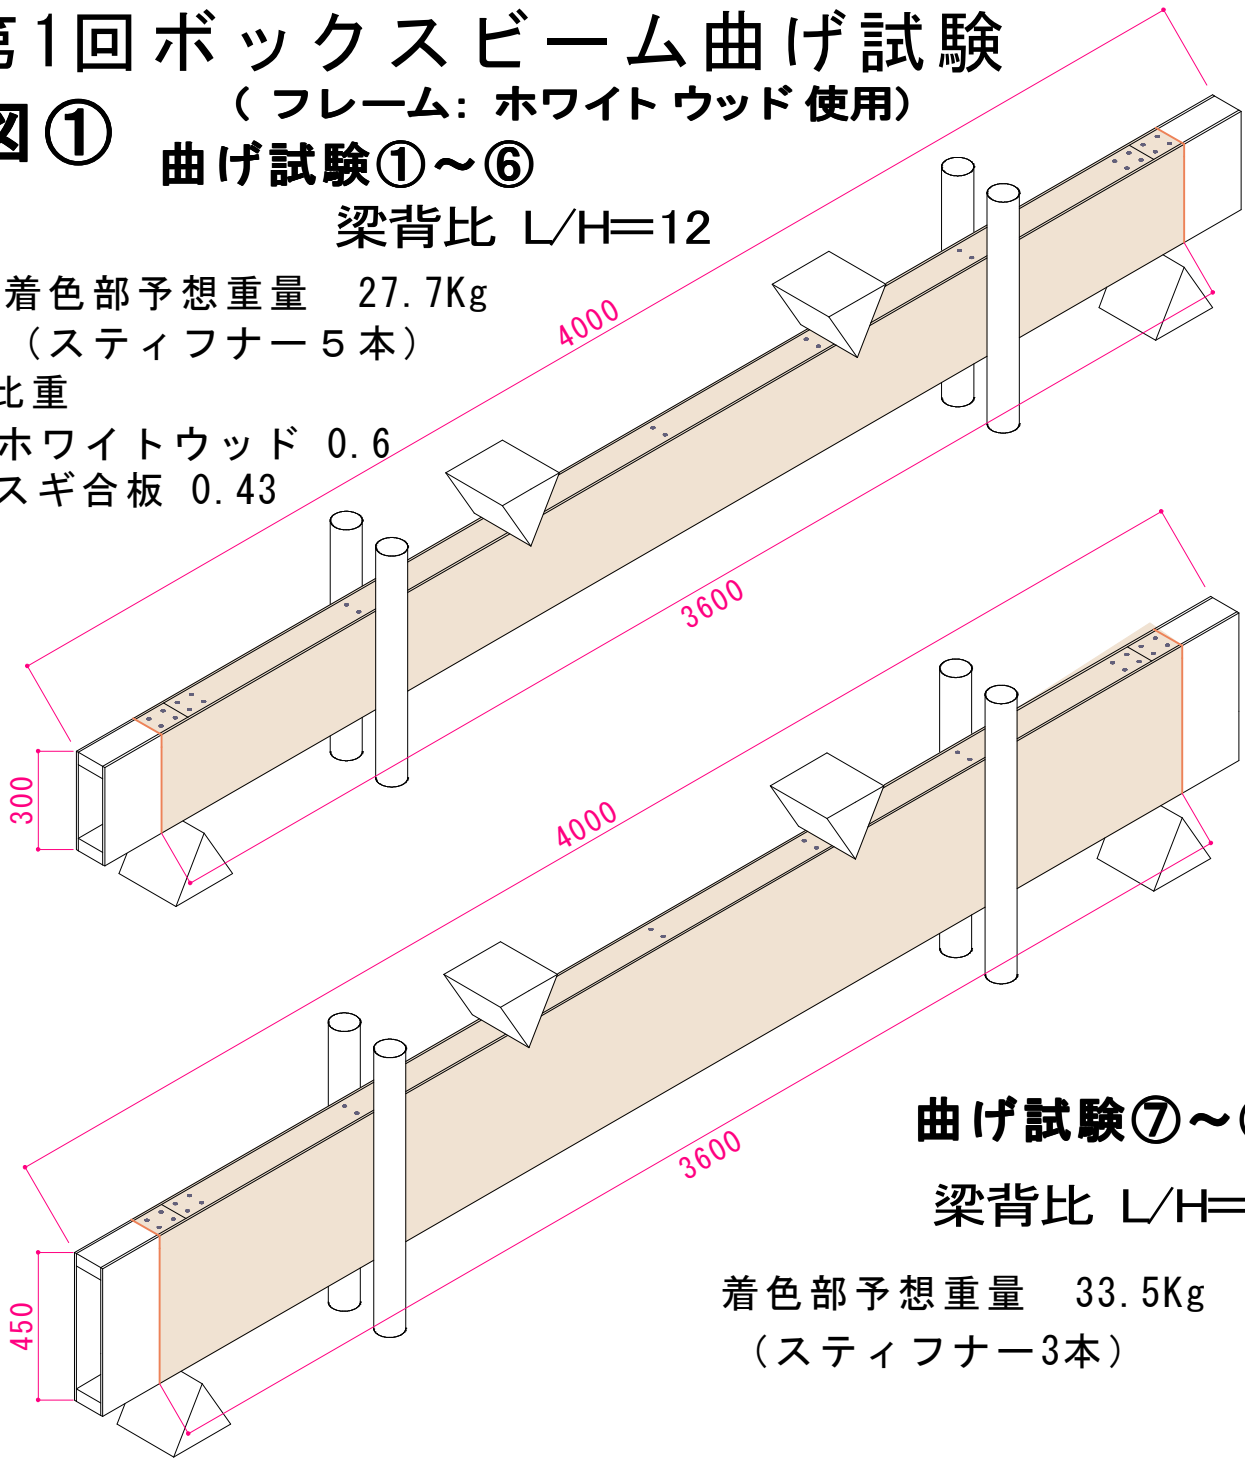 第1回ボックスビーム曲げ試験
(フレーム: ホワイトウッド使用)
図①
曲げ試験①～⑥
梁背比 L/H=12
着色部予想重量 27.7Kg
(スティフナー５本)
比重
ホワイトウッド 0.6
スギ合板 0.43
4000
3600
300
4000
3600
450
曲げ試験⑦～
梁背比 L/H=
着色部予想重量 33.5Kg
(スティフナー3本)